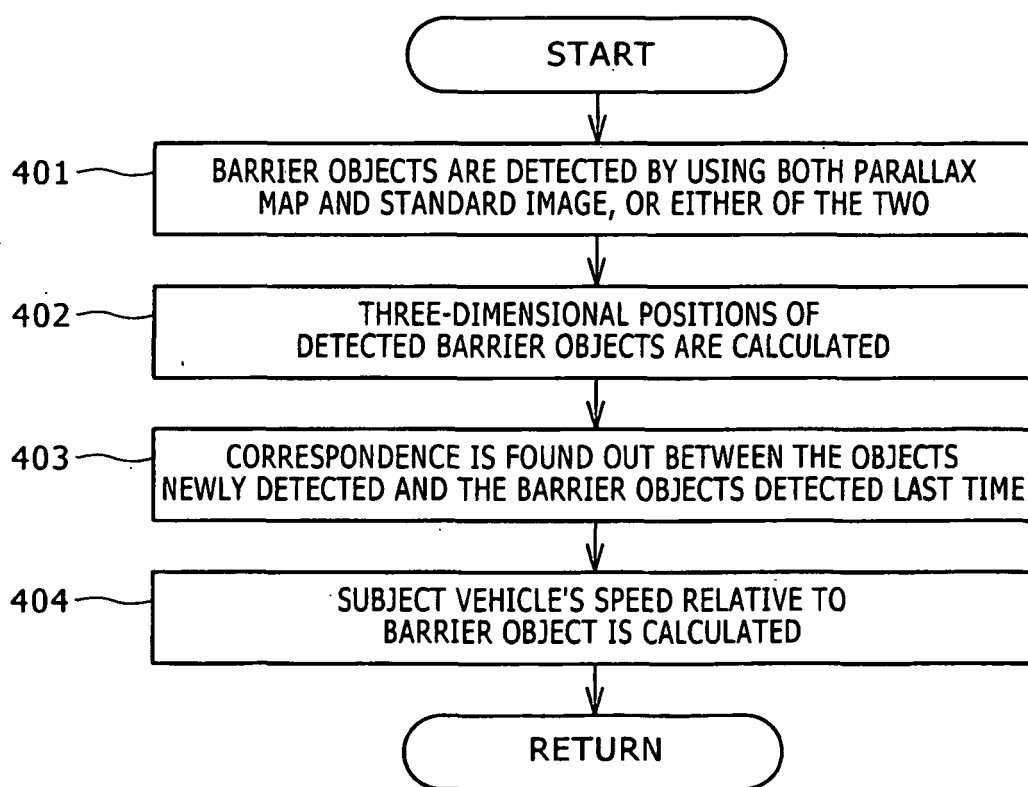 START
401
BARRIER OBJECTS ARE DETECTED BY USING BOTH PARALLAX
MAP AND STANDARD IMAGE, OR EITHER OF THE TWO
402
THREE-DIMENSIONAL POSITIONS OF
DETECTED BARRIER OBJECTS ARE CALCULATED
403
CORRESPONDENCE IS FOUND OUT BETWEEN THE OBJECTS
NEWLY DETECTED AND THE BARRIER OBJECTS DETECTED LAST TIME
404
SUBJECT VEHICLE'S SPEED RELATIVE TO
BARRIER OBJECT IS CALCULATED
RETURN